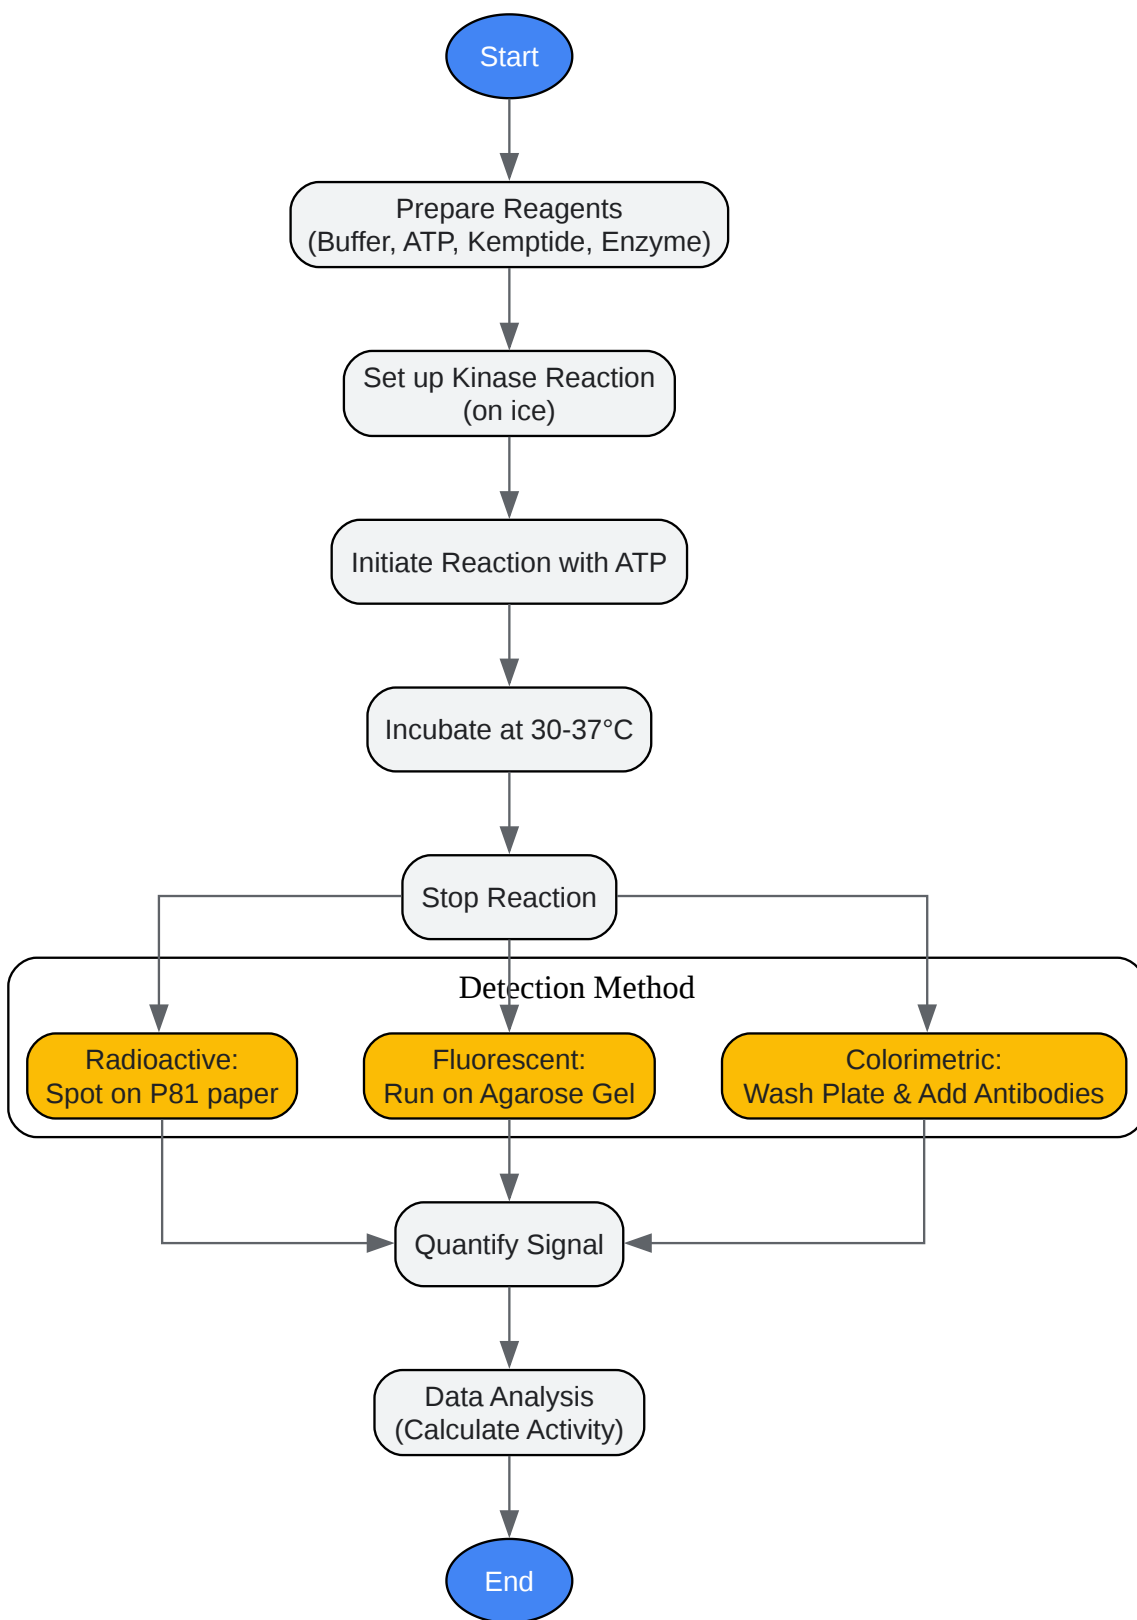 Start
Prepare Reagents
(Buffer, ATP, Kemptide, Enzyme)
Set up Kinase Reaction
(on ice)
Initiate Reaction with ATP
Incubate at 30-37°C
Stop Reaction
Detection Method
Radioactive:
Spot on P81 paper
Fluorescent:
Run on Agarose Gel
Colorimetric:
Wash Plate & Add Antibodies
Quantify Signal
Data Analysis
(Calculate Activity)
End